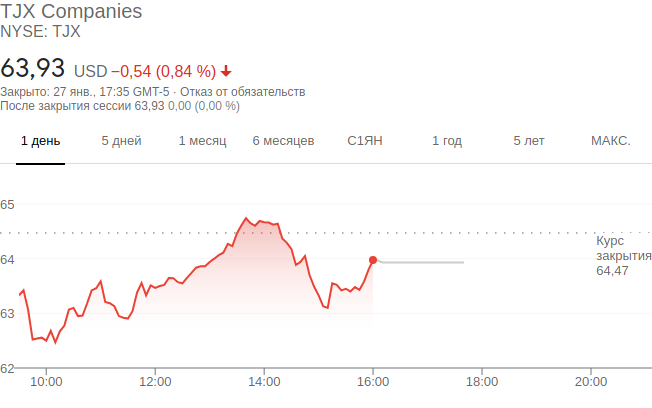 TJX Companies
NYSE: TJX
63,93 USD −0,54 (0,84 %)
Закрыто: 27 янв., 17:35 GMT-5 · Отказ от обязательств
После закрытия сессии 63,93 0,00 (0,00 %)
1 день 5 дней 1 месяц 6 месяцев С1ЯН 1 год 5 лет МАКС.
65
Курс
закрытия
64,47
64
63
62
10:00 12:00 14:00 16:00 18:00 20:00